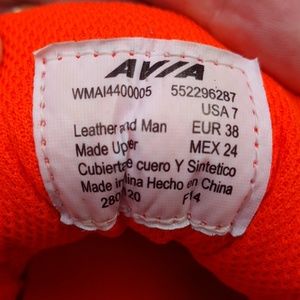 AVIA
WMAI4400005 552296287
USA 7
Leather and Man EUR 38
Made Upper MEX 24
Cubierta de cuero Y Sintetico
Made in China Hecho en China
F14